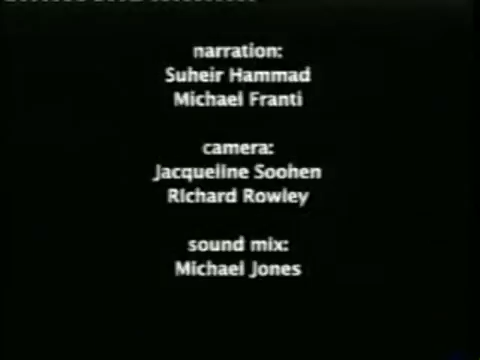 narration:
Suheir Hammad
Michael Franti
camera:
Jacqueline Soohen
Richard Rowley
sound mix:
Michael Jones